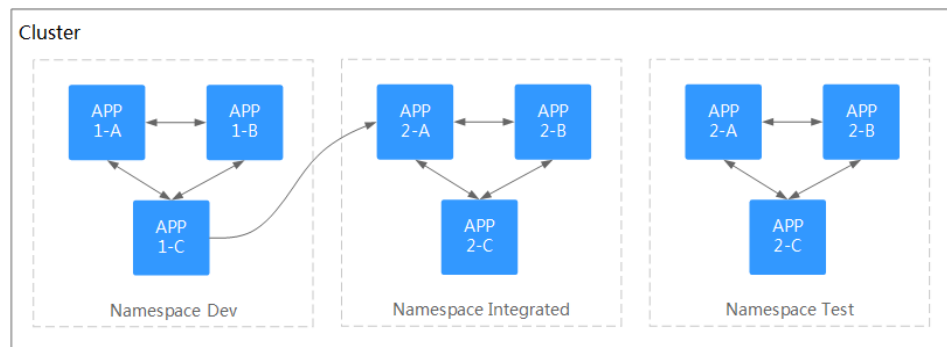 Cluster
APP
1-A
APP
1-B
APP
1-C
Namespace Dev
APP
2-A
APP
2-B
APP
2-C
Namespace Integrated
APP
2-A
APP
2-B
APP
2-C
Namespace Test